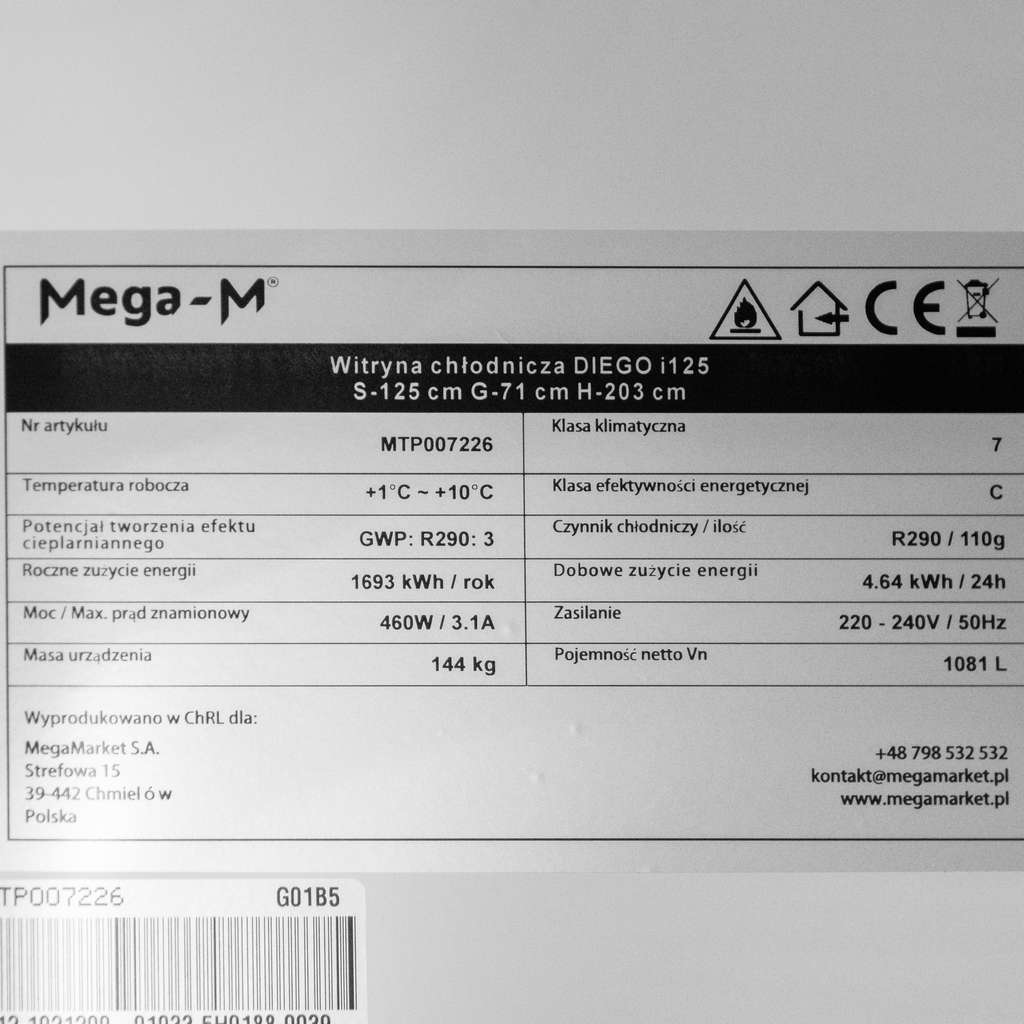 Mega-M®
CE
Witryna chłodnicza DIEGO i125
S-125 cm G-71 cm H-203 cm
Nr artykułu
MTP007226
Klasa klimatyczna
7
Temperatura robocza
+1°C ~ +10°C
Klasa efektywności energetycznej
C
Potencjał tworzenia efektu
cieplarniannego
GWP: R290: 3
Czynnik chłodniczy / ilość
R290 / 110g
Roczne zużycie energii
1693 kWh / rok
Dobowe zużycie energii
4.64 kWh / 24h
Moc / Max. prąd znamionowy
460W / 3.1A
Zasilanie
220 - 240V / 50Hz
Masa urządzenia
144 kg
Pojemność netto Vn
1081 L
Wyprodukowano w ChRL dla:
MegaMarket S.A.
Strefowa 15
39-442 Chmiel ó w
Polska
+48 798 532 532
kontakt@megamarket.pl
www.megamarket.pl
TP007226
G01B5